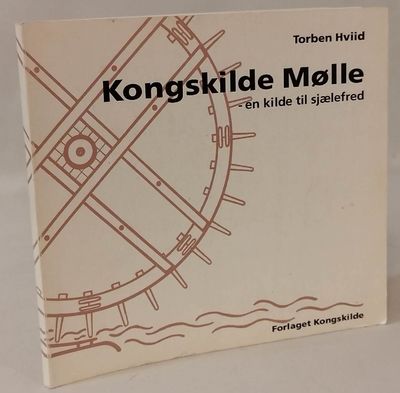 Torben Hviid
Kongskilde Mølle
- en kilde til sjælefred
Forlaget Kongskilde